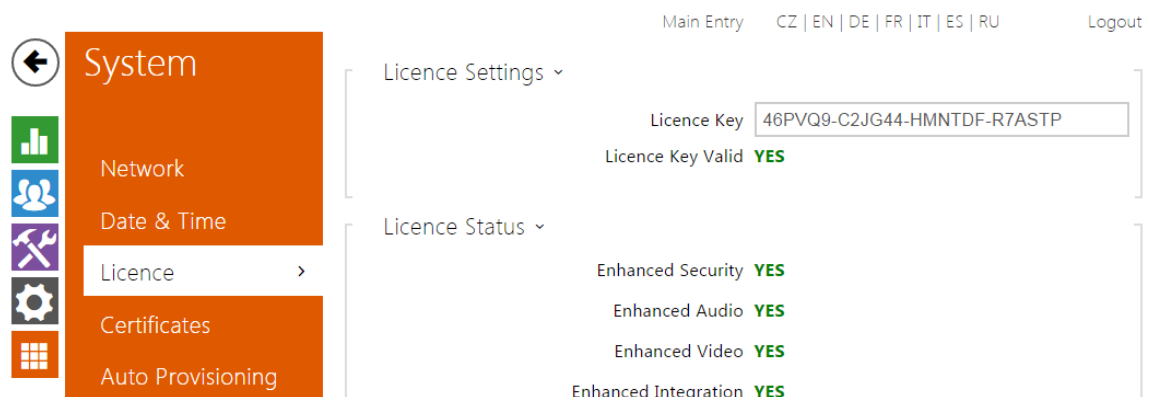 Main Entry CZ | EN | DE | FR | IT | ES | RU Logout
System
Network
Date & Time
Licence
Certificates
Auto Provisioning
Licence Settings
Licence Key 46PVQ9-C2JG44-HMNTDF-R7ASTP
Licence Key Valid YES
Licence Status
Enhanced Security YES
Enhanced Audio YES
Enhanced Video YES
Enhanced Integration YES